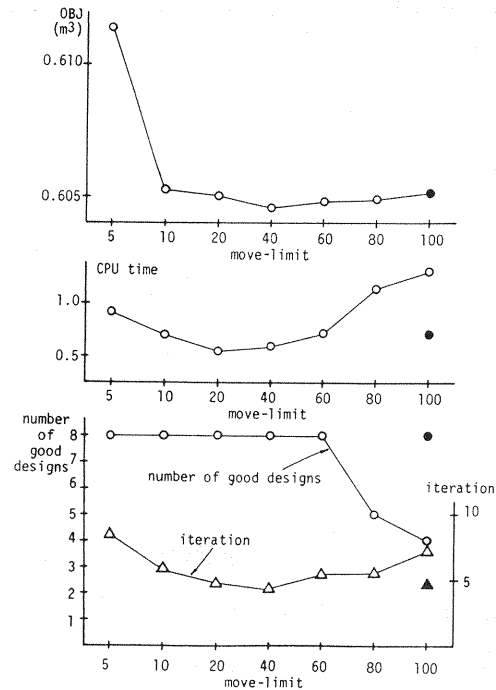 OBJ
(m3)
0.610
0.605
5 10 20 40 60 80 100
move-limit
CPU time
1.0
0.5
5 10 20 40 60 80 100
move-limit
number
of
good
designs
8
7
6
5
4
3
2
1
number of good designs
iteration
iteration
10
5
5 10 20 40 60 80 100
move-limit